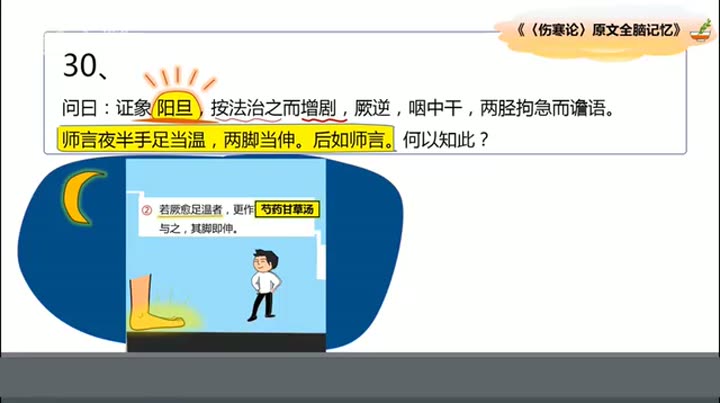 《〈伤寒论〉原文全脑记忆》
30、
问曰：证象阳旦，按法治之而增剧，厥逆，咽中干，两胫拘急而谵语。
师言夜半手足当温，两脚当伸。后如师言。何以知此？
② 若厥愈足温者，更作芍药甘草汤
与之，其脚即伸。